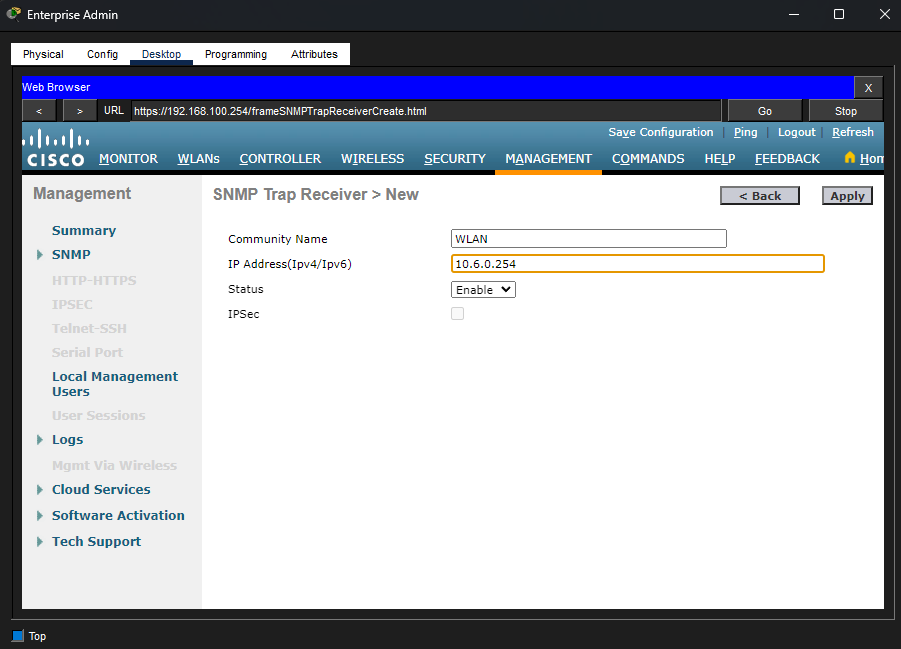 Enterprise Admin
Physical Config Desktop Programming Attributes
Web Browser X
< > URL https://192.168.100.254/frameSNMPTrapReceiverCreate.html Go Stop
Save Configuration | Ping | Logout | Refresh
CISCO MONITOR WLANs CONTROLLER WIRELESS SECURITY MANAGEMENT COMMANDS HELP FEEDBACK Hom
Management
SNMP Trap Receiver > New
< Back Apply
Summary
SNMP
HTTP-HTTPS
IPSEC
Telnet-SSH
Serial Port
Local Management
Users
User Sessions
Logs
Mgmt Via Wireless
Cloud Services
Software Activation
Tech Support
Community Name WLAN
IP Address(Ipv4/Ipv6) 10.6.0.254
Status Enable
IPSec
Top